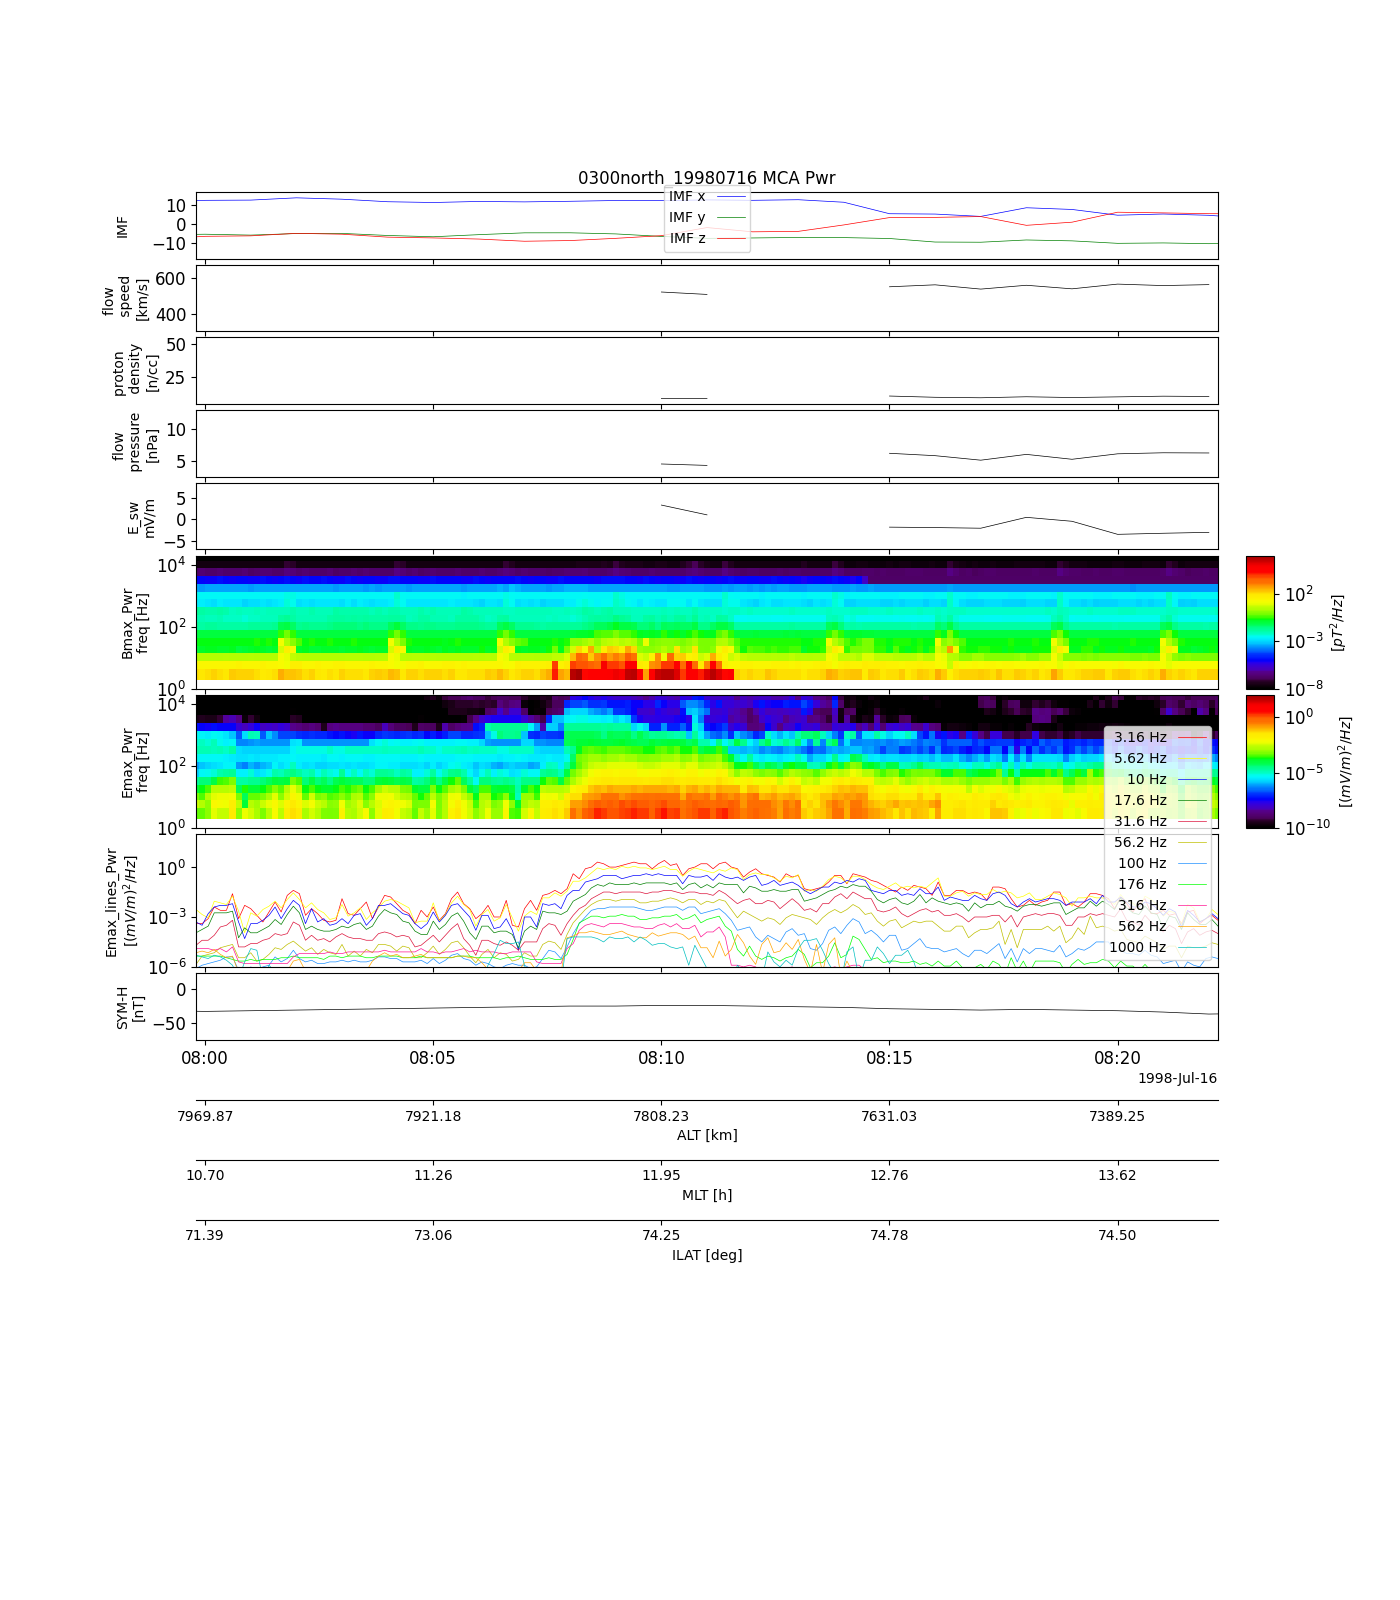 0300north_19980716 MCA Pwr
IMF
10
0
−10
IMF x
IMF y
IMF z
flow
speed
[km/s]
600
400
proton
density
[n/cc]
50
25
flow
pressure
[nPa]
10
5
E_sw
mV/m
5
0
−5
Bmax_Pwr
freq [Hz]
10^4
10^2
10^0
10^2
10^−3
10^−8
[pT^2/Hz]
Emax_Pwr
freq [Hz]
10^4
10^2
10^0
10^0
10^−5
10^−10
[(mV/m)^2/Hz]
3.16 Hz
5.62 Hz
10 Hz
17.6 Hz
31.6 Hz
56.2 Hz
100 Hz
176 Hz
316 Hz
562 Hz
1000 Hz
Emax_lines_Pwr
[(mV/m)^2/Hz]
10^0
10^−3
10^−6
SYM-H
[nT]
0
−50
08:00 08:05 08:10 08:15 08:20
1998-Jul-16
7969.87 7921.18 7808.23 7631.03 7389.25
ALT [km]
10.70 11.26 11.95 12.76 13.62
MLT [h]
71.39 73.06 74.25 74.78 74.50
ILAT [deg]